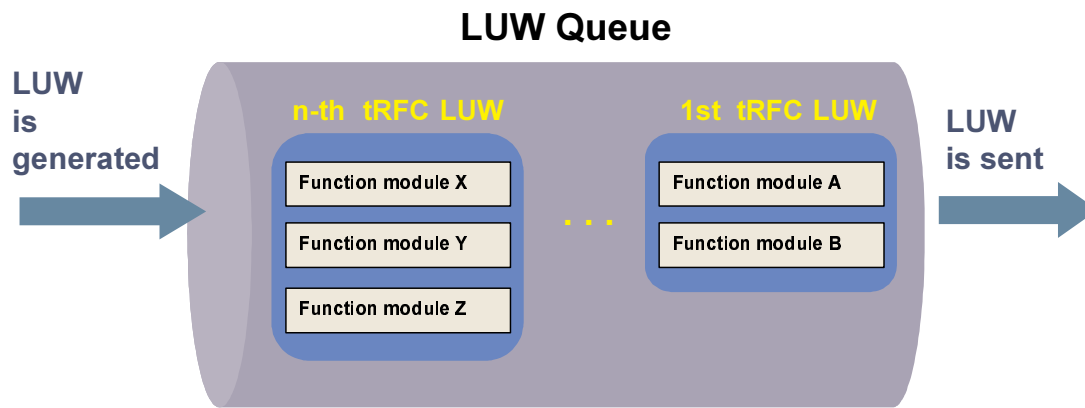 LUW Queue
LUW
is
generated
n-th tRFC LUW
Function module X
Function module Y
Function module Z
. . .
1st tRFC LUW
Function module A
Function module B
LUW
is sent